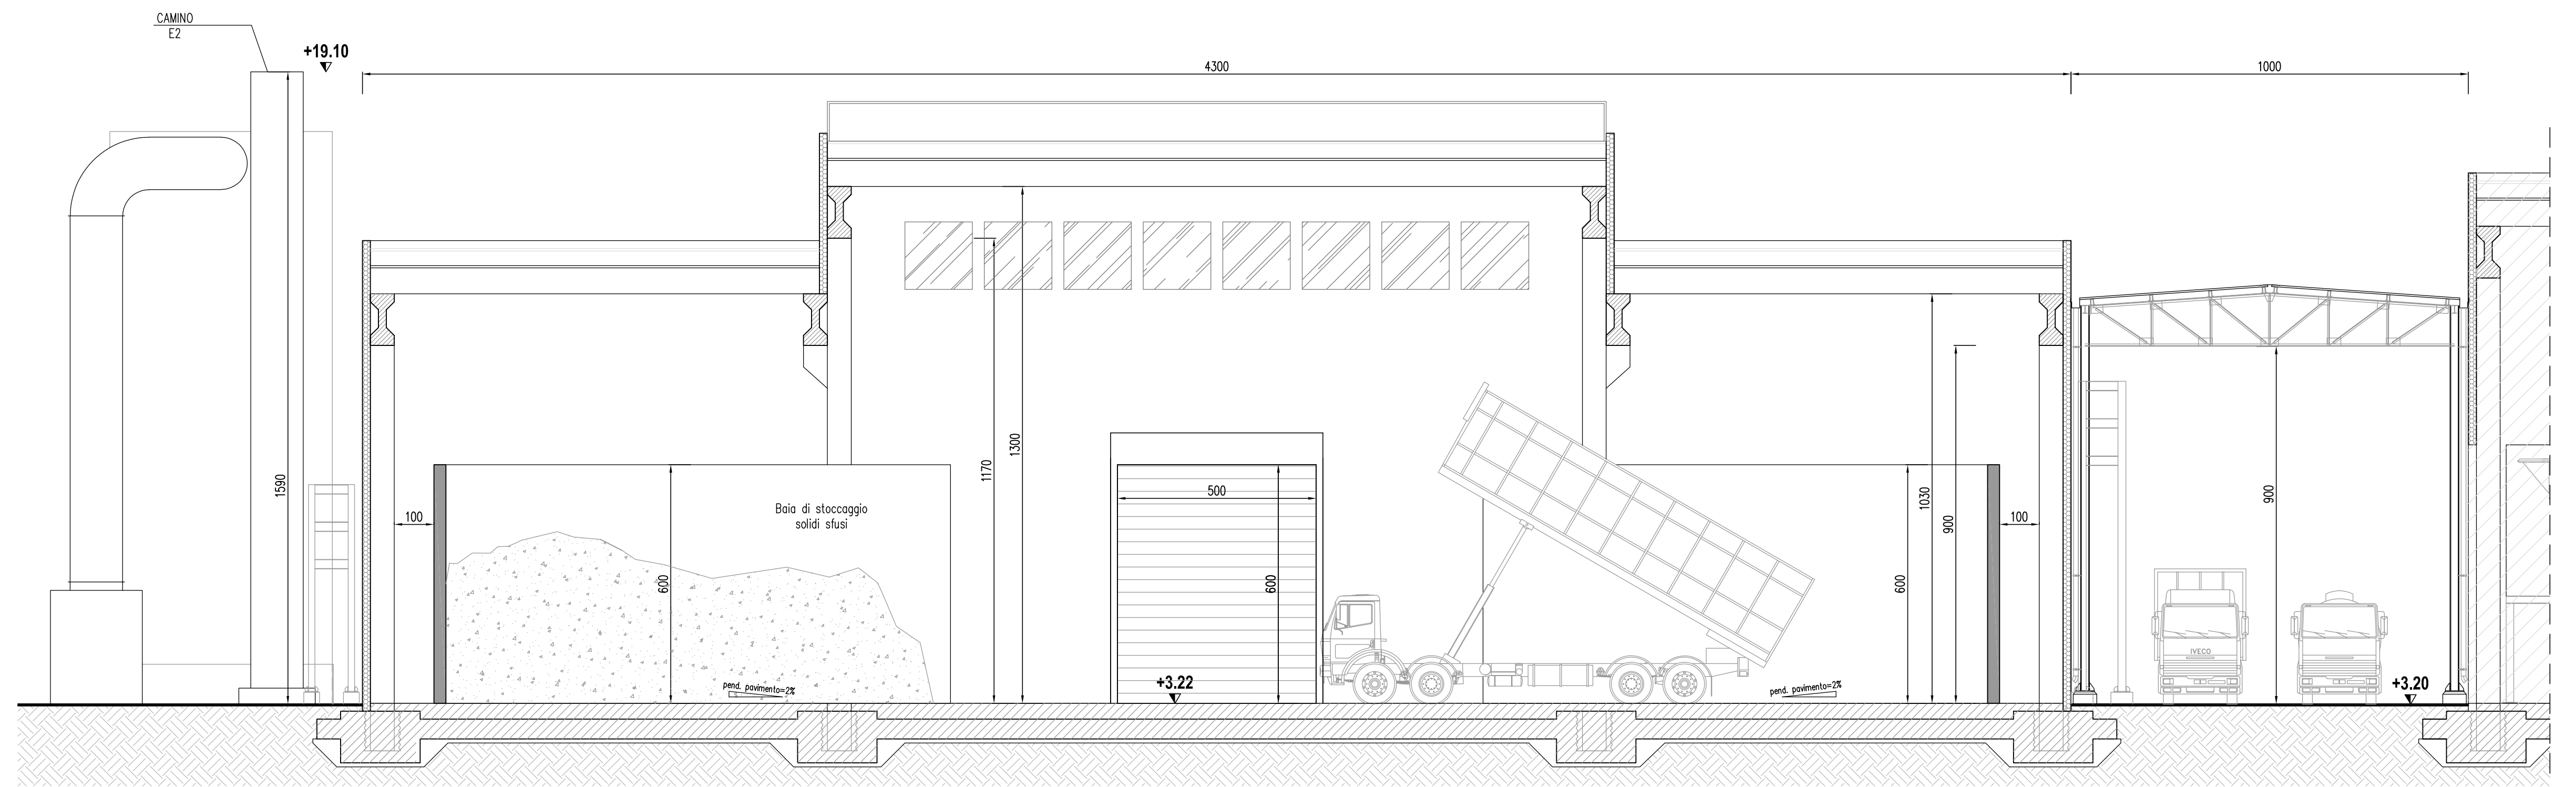 CAMINO
E2
+19.10
4300
1000
1590
100
600
Baia di stoccaggio
solidi sfusi
pend. pavimento=2%
1170
1300
500
600
+3.22
600
1030
900
100
pend. pavimento=2%
900
IVECO
+3.20